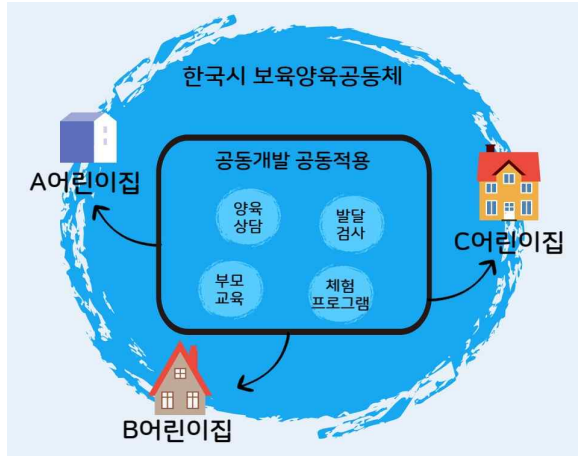 한국시 보육양육공동체
공동개발 공동적용
양육
상담
발달
검사
부모
교육
체험
프로그램
A어린이집
C어린이집
B어린이집